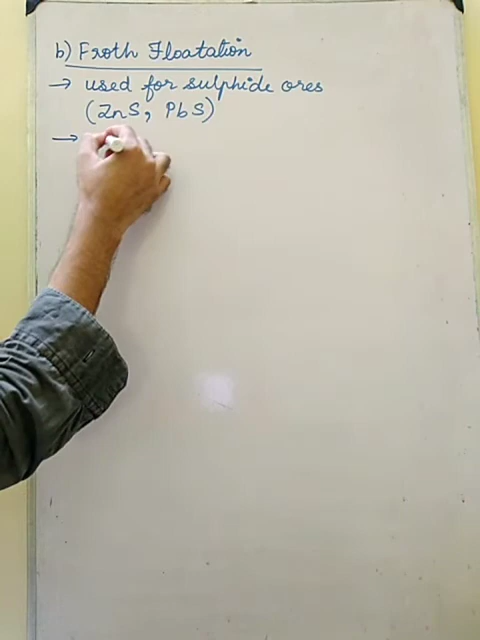 b) Froth Floatation
→ used for sulphide ores
(ZnS, PbS)
→